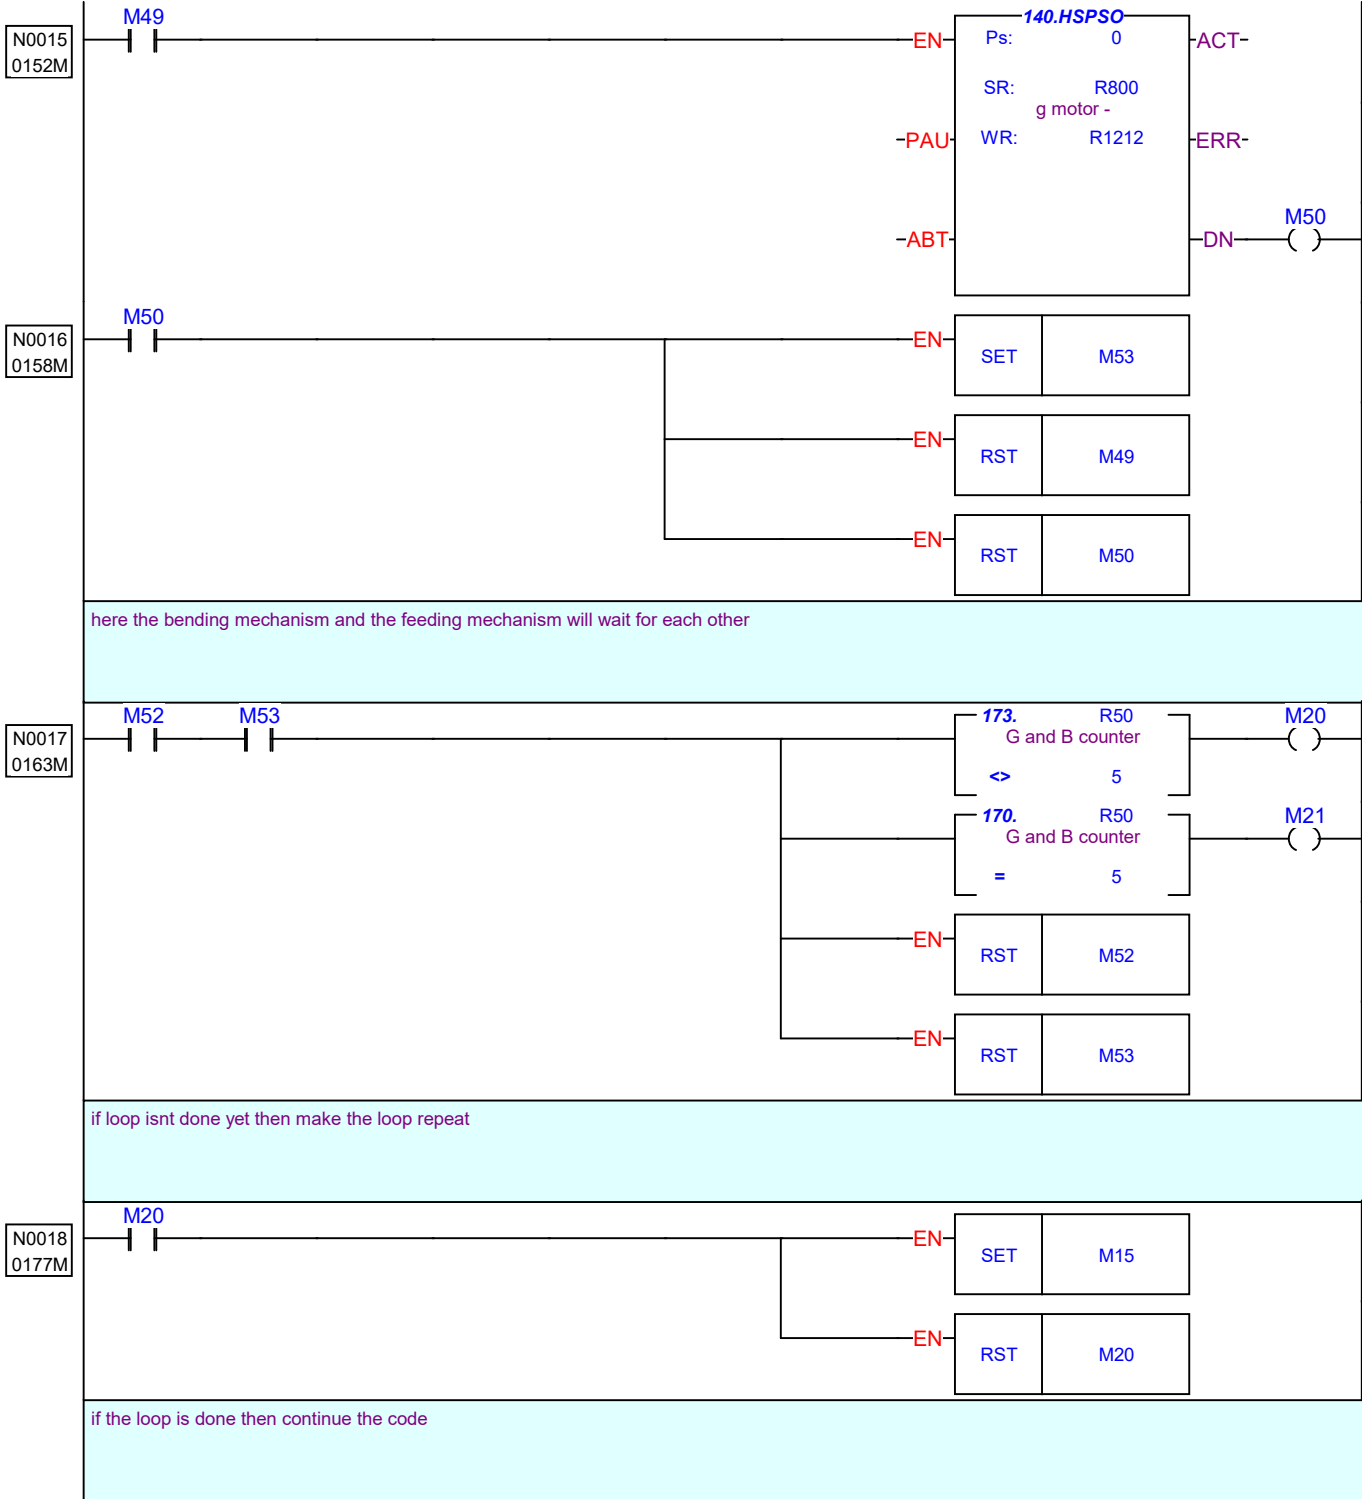 M49
N0015
0152M
EN
140.HSPSO
Ps: 0
ACT
SR: R800
g motor -
PAU
WR: R1212
ERR
M50
ABT
DN
M50
N0016
0158M
EN
SET M53
EN
RST M49
EN
RST M50
here the bending mechanism and the feeding mechanism will wait for each other
M52 M53
N0017
0163M
173. R50
G and B counter
<> 5
M20
170. R50
G and B counter
= 5
M21
EN
RST M52
EN
RST M53
if loop isnt done yet then make the loop repeat
M20
N0018
0177M
EN
SET M15
EN
RST M20
if the loop is done then continue the code